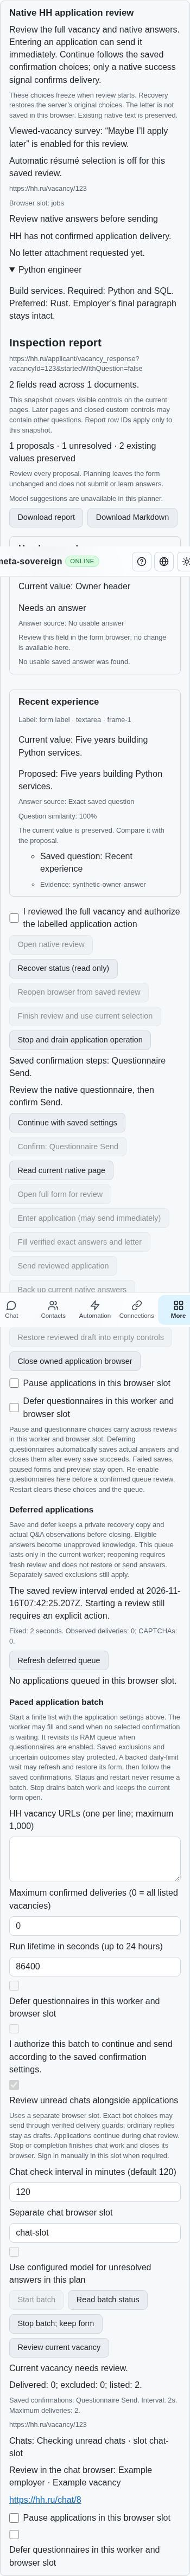 Native HH application review
Review the full vacancy and native answers.
Entering an application can send it
immediately. Continue follows the saved
confirmation choices; only a native success
signal confirms delivery.
These choices freeze when review starts. Recovery
restores the server's original choices. The letter is not
saved in this browser. Existing native text is preserved.
Viewed-vacancy survey: “Maybe I'll apply
later” is enabled for this review.
Automatic résumé selection is off for this
saved review.
https://hh.ru/vacancy/123
Browser slot: jobs
Review native answers before sending
HH has not confirmed application delivery.
No letter attachment requested yet.
▼ Python engineer
Build services. Required: Python and SQL.
Preferred: Rust. Employer's final paragraph
stays intact.
Inspection report
https://hh.ru/applicant/vacancy_response?
vacancyId=123&startedWithQuestion=false
2 fields read across 1 documents.
This snapshot covers visible controls on the current
pages. Later pages and closed custom controls may
contain other questions. Report row IDs apply only to
this snapshot.
1 proposals · 1 unresolved · 2 existing
values preserved
Review every proposal. Planning leaves the form
unchanged and does not submit or learn answers.
Model suggestions are unavailable in this planner.
Download report
Download Markdown
meta-sovereign
ONLINE
Current value: Owner header
Needs an answer
Answer source: No usable answer
Review this field in the browser form; no change
is available here.
No usable saved answer was found.
Recent experience
Label: form label · textarea · frame-1
Current value: Five years building
Python services.
Proposed: Five years building Python
services.
Answer source: Exact saved question
Question similarity: 100%
The current value is preserved. Compare it with
the proposal.
Saved question: Recent
experience
Evidence: synthetic-owner-answer
I reviewed the full vacancy and authorize
the labelled application action
Open native review
Recover status (read only)
Reopen browser from saved review
Finish review and use current selection
Stop and drain application operation
Saved confirmation steps: Questionnaire
Send.
Review the native questionnaire, then
confirm Send.
Continue with saved settings
Confirm: Questionnaire Send
Read current native page
Open full form for review
Enter application (may send immediately)
Fill verified exact answers and letter
Send reviewed application
Back up current native answers
Chat
Contacts
Automation
Connections
More
Restore reviewed draft into empty controls
Close owned application browser
Pause applications in this browser slot
Defer questionnaires in this worker and
browser slot
Pause and questionnaire choices carry across reviews
in this worker and browser slot. Deferring
questionnaires automatically saves actual answers and
closes them after every save succeeds. Failed saves,
paused forms and preview stay open. Re-enable
questionnaires here before a confirmed queue review.
Restart clears these choices and the queue.
Deferred applications
Save and defer keeps a private recovery copy and
actual Q&A observations before closing. Eligible
answers become unapproved knowledge. This queue
lasts only in the current worker; reopening requires
fresh review and does not restore or send answers.
Separately saved exclusions still apply.
The saved review interval ended at 2026-11-
16T07:42:25.207Z. Starting a review still
requires an explicit action.
Fixed: 2 seconds. Observed deliveries: 0; CAPTCHAs:
0.
Refresh deferred queue
No applications queued in this browser slot.
Paced application batch
Start a finite list with the application settings above. The
worker may fill and send when no selected confirmation
is waiting. It revisits its RAM queue when
questionnaires are enabled. Saved exclusions and
uncertain outcomes stay protected. A backed daily-limit
wait may refresh and restore its form, then follow the
saved confirmations. Status and restart never resume a
batch. Stop drains batch work and keeps the current
form open.
HH vacancy URLs (one per line; maximum
1,000)
Maximum confirmed deliveries (0 = all listed
vacancies)
0
Run lifetime in seconds (up to 24 hours)
86400
Defer questionnaires in this worker and
browser slot
I authorize this batch to continue and send
according to the saved confirmation
settings.
Review unread chats alongside applications
Uses a separate browser slot. Exact bot choices may
send through verified delivery guards; ordinary replies
stay as drafts. Applications continue during chat review.
Stop or completion finishes chat work and closes its
browser. Sign in manually in this slot when required.
Chat check interval in minutes (default 120)
120
Separate chat browser slot
chat-slot
Use configured model for unresolved
answers in this plan
Start batch
Read batch status
Stop batch; keep form
Review current vacancy
Current vacancy needs review.
Delivered: 0; excluded: 0; listed: 2.
Saved confirmations: Questionnaire Send. Interval: 2s.
Maximum deliveries: 2.
https://hh.ru/vacancy/123
Chats: Checking unread chats · slot chat-
slot
Review in the chat browser: Example
employer · Example vacancy
https://hh.ru/chat/8
Pause applications in this browser slot
Defer questionnaires in this worker and
browser slot